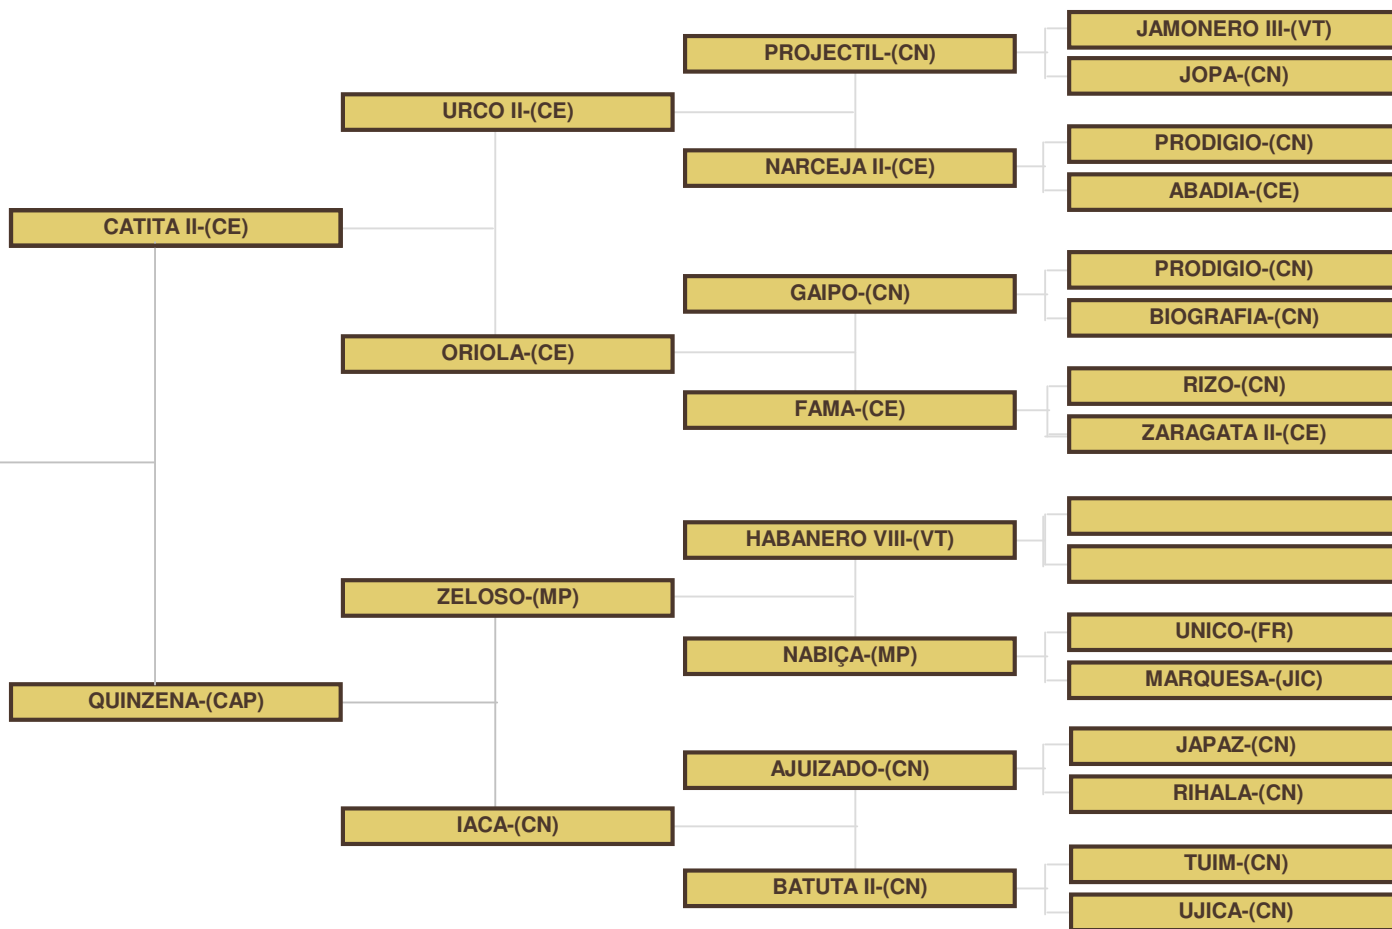 JAMONERO III-(VT)
PROJECTIL-(CN)
JOPA-(CN)
URCO II-(CE)
PRODIGIO-(CN)
NARCEJA II-(CE)
ABADIA-(CE)
CATITA II-(CE)
PRODIGIO-(CN)
GAIPO-(CN)
BIOGRAFIA-(CN)
ORIOLA-(CE)
RIZO-(CN)
FAMA-(CE)
ZARAGATA II-(CE)
HABANERO VIII-(VT)
ZELOSO-(MP)
UNICO-(FR)
NABIÇA-(MP)
MARQUESA-(JIC)
QUINZENA-(CAP)
JAPAZ-(CN)
AJUIZADO-(CN)
RIHALA-(CN)
IACA-(CN)
TUIM-(CN)
BATUTA II-(CN)
UJICA-(CN)